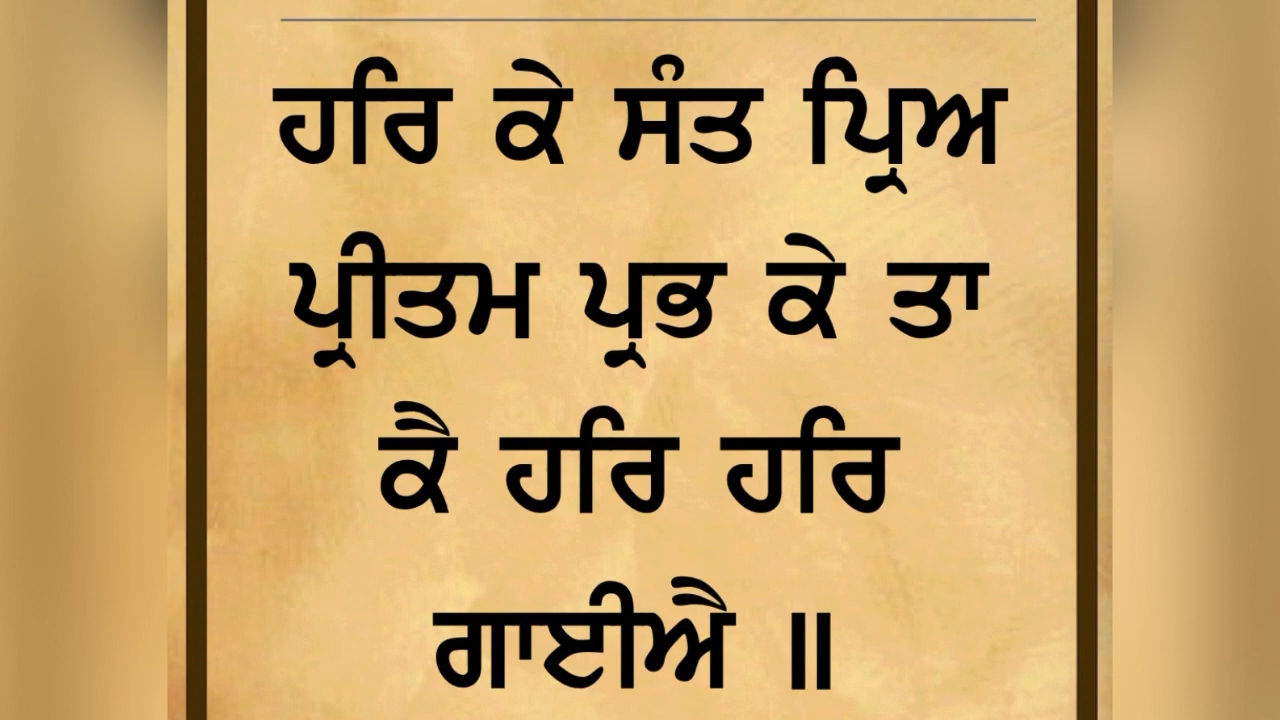 ਹਰਿ ਕੇ ਸੰਤ ਪ੍ਰਿਅ
ਪ੍ਰੀਤਮ ਪ੍ਰਭ ਕੇ ਤਾ
ਕੈ ਹਰਿ ਹਰਿ
ਗਾਈਐ ॥